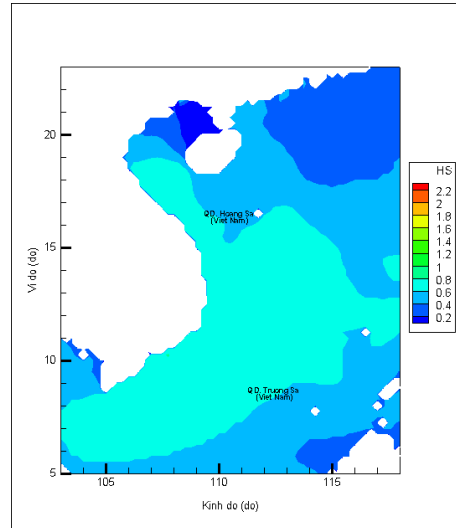 HS
2.2
2
1.8
1.6
1.4
1.2
1
0.8
0.6
0.4
0.2
20
15
10
5
Vi do (do)
QD. Hoang Sa
(Viet Nam)
QD. Truong Sa
(Viet Nam)
105
110
115
Kinh do (do)